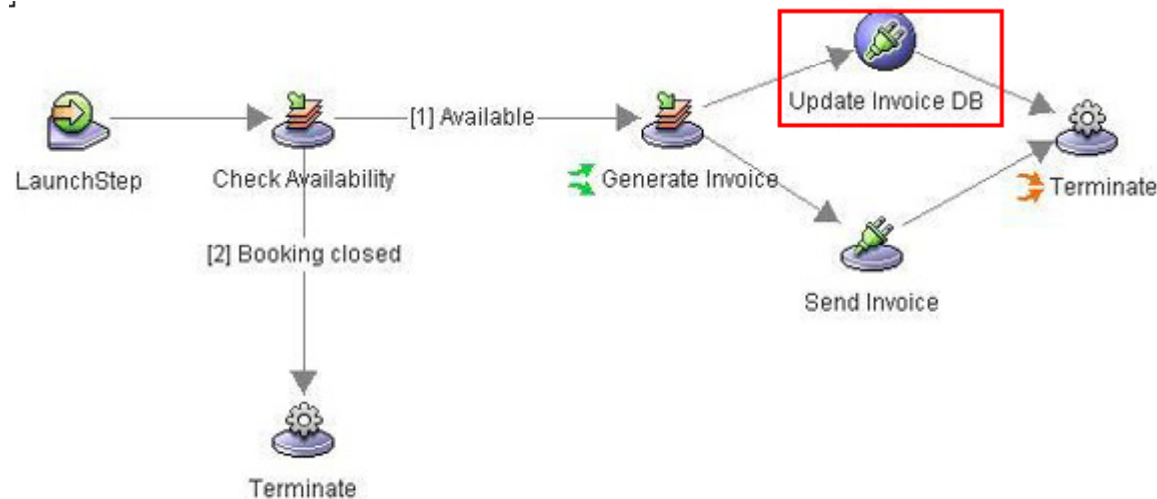 [1] Available
Update Invoice DB
LaunchStep
Check Availability
Generate Invoice
Terminate
[2] Booking closed
Send Invoice
Terminate